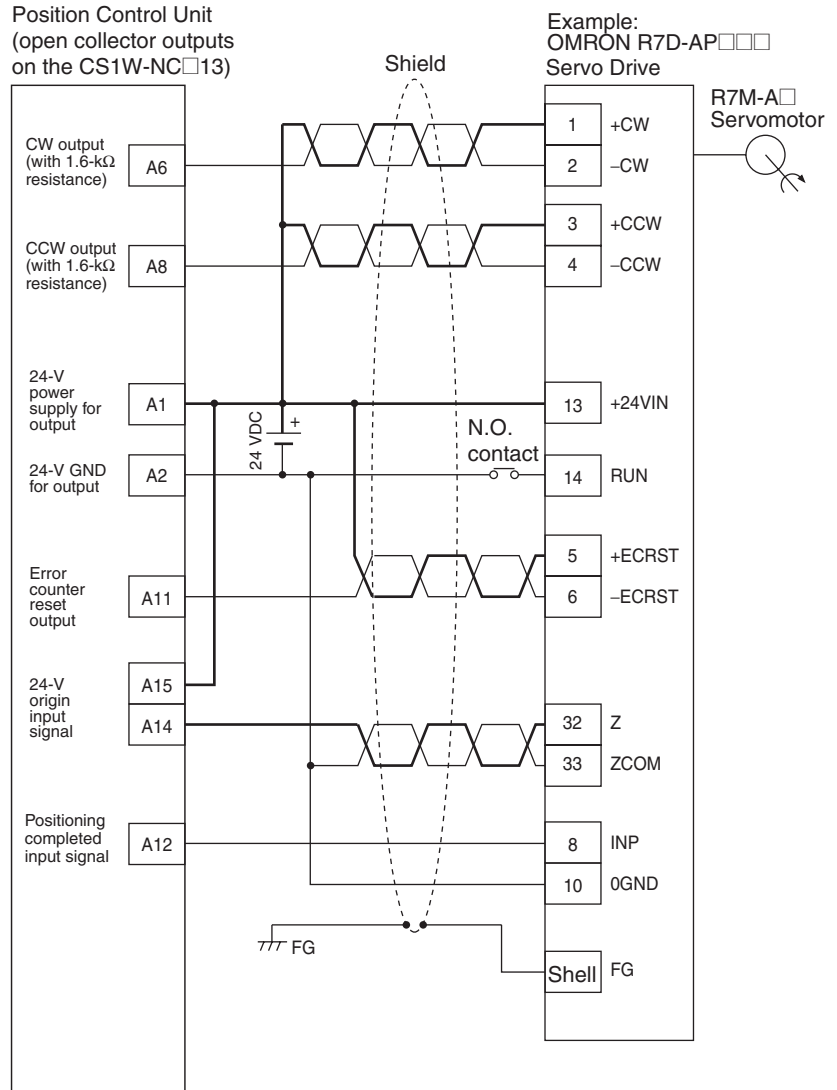 Position Control Unit
(open collector outputs
on the CS1W-NC□13)
Example:
OMRON R7D-AP□□□
Servo Drive
Shield
R7M-A□
Servomotor
CW output
(with 1.6-kΩ
resistance)
A6
1
+CW
2
−CW
CCW output
(with 1.6-kΩ
resistance)
A8
3
+CCW
4
−CCW
24-V
power
supply for
output
A1
24 VDC
+
13
+24VIN
N.O.
contact
24-V GND
for output
A2
14
RUN
Error
counter
reset
output
A11
5
+ECRST
6
−ECRST
24-V
origin
input
signal
A15
A14
32
Z
33
ZCOM
Positioning
completed
input signal
A12
8
INP
10
0GND
FG
Shell
FG